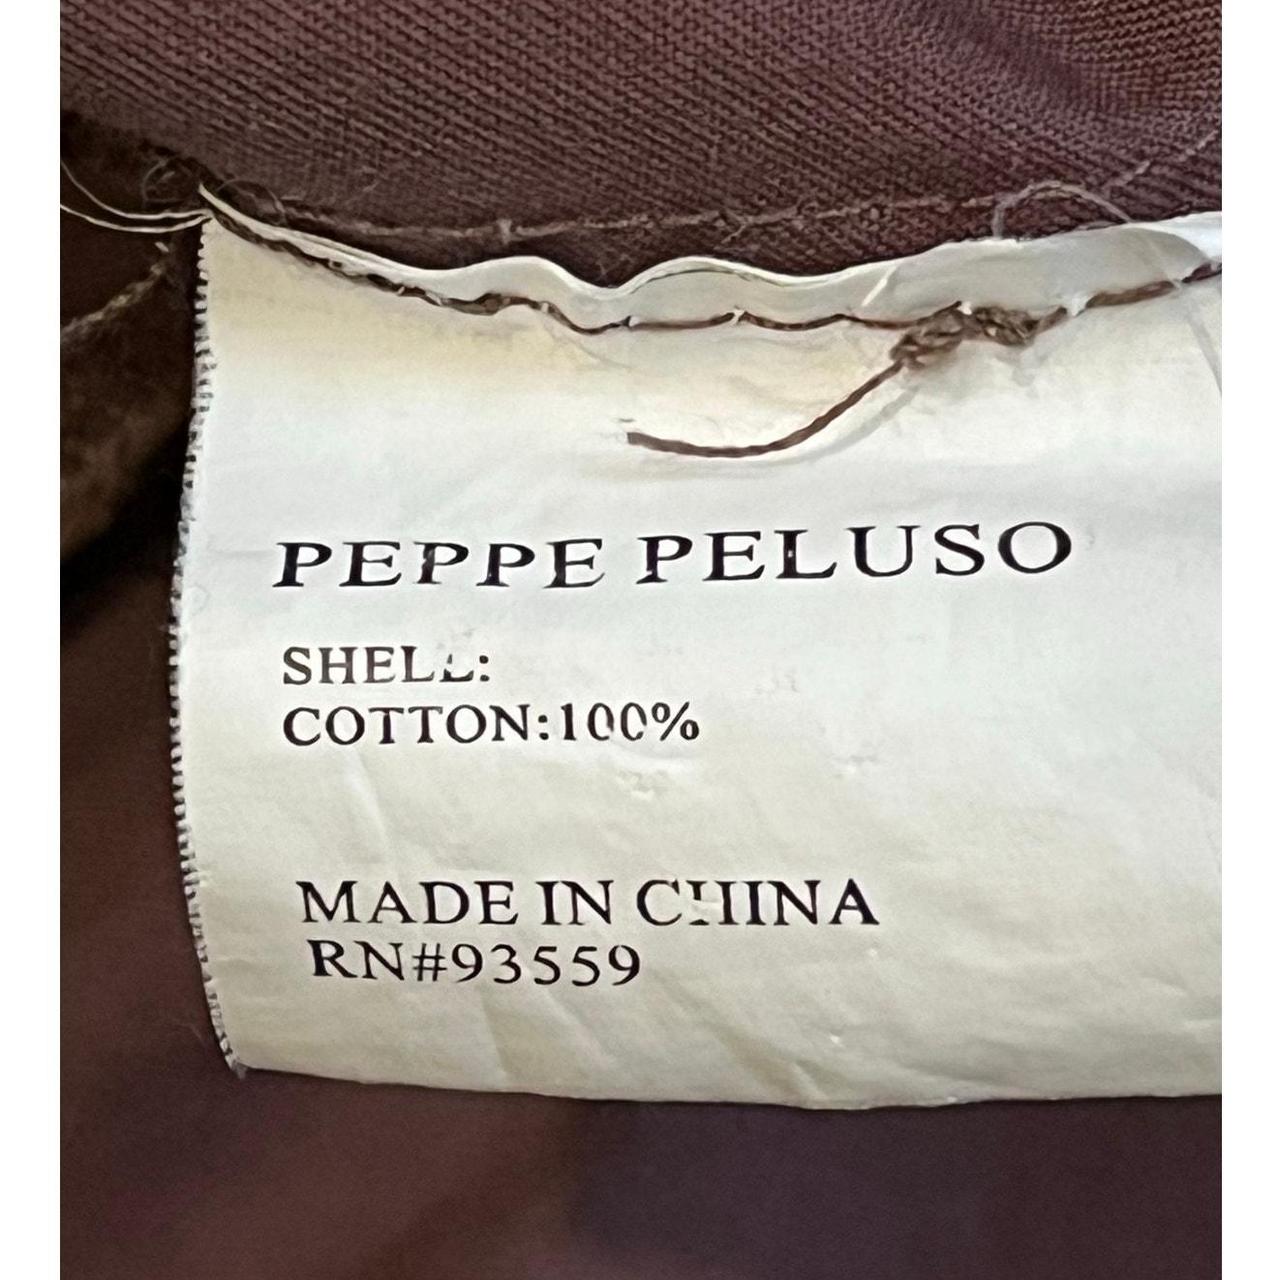 PEPPE PELUSO
SHELL:
COTTON:100%
MADE IN CHINA
RN#93559